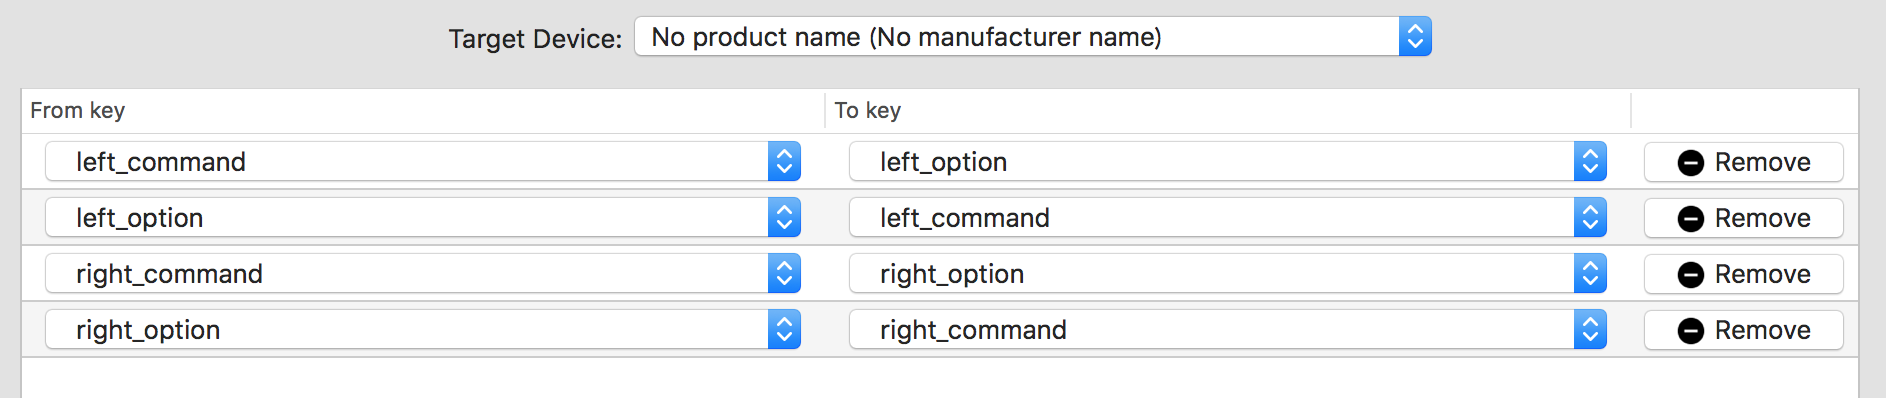 Target Device: No product name (No manufacturer name)
From key To key
left_command left_option Remove
left_option left_command Remove
right_command right_option Remove
right_option right_command Remove